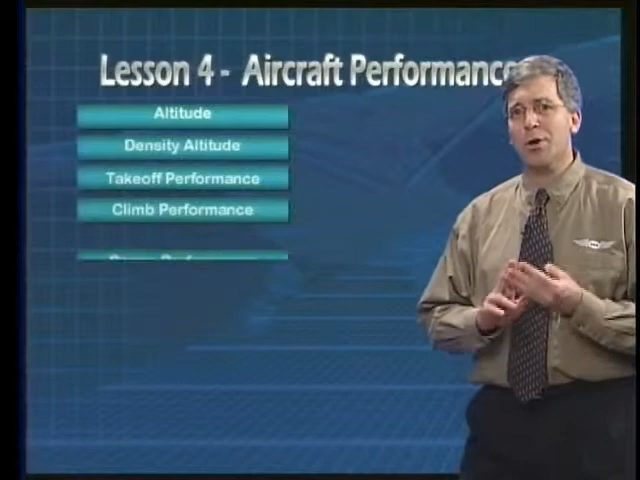 Lesson 4 - Aircraft Performance
Altitude
Density Altitude
Takeoff Performance
Climb Performance